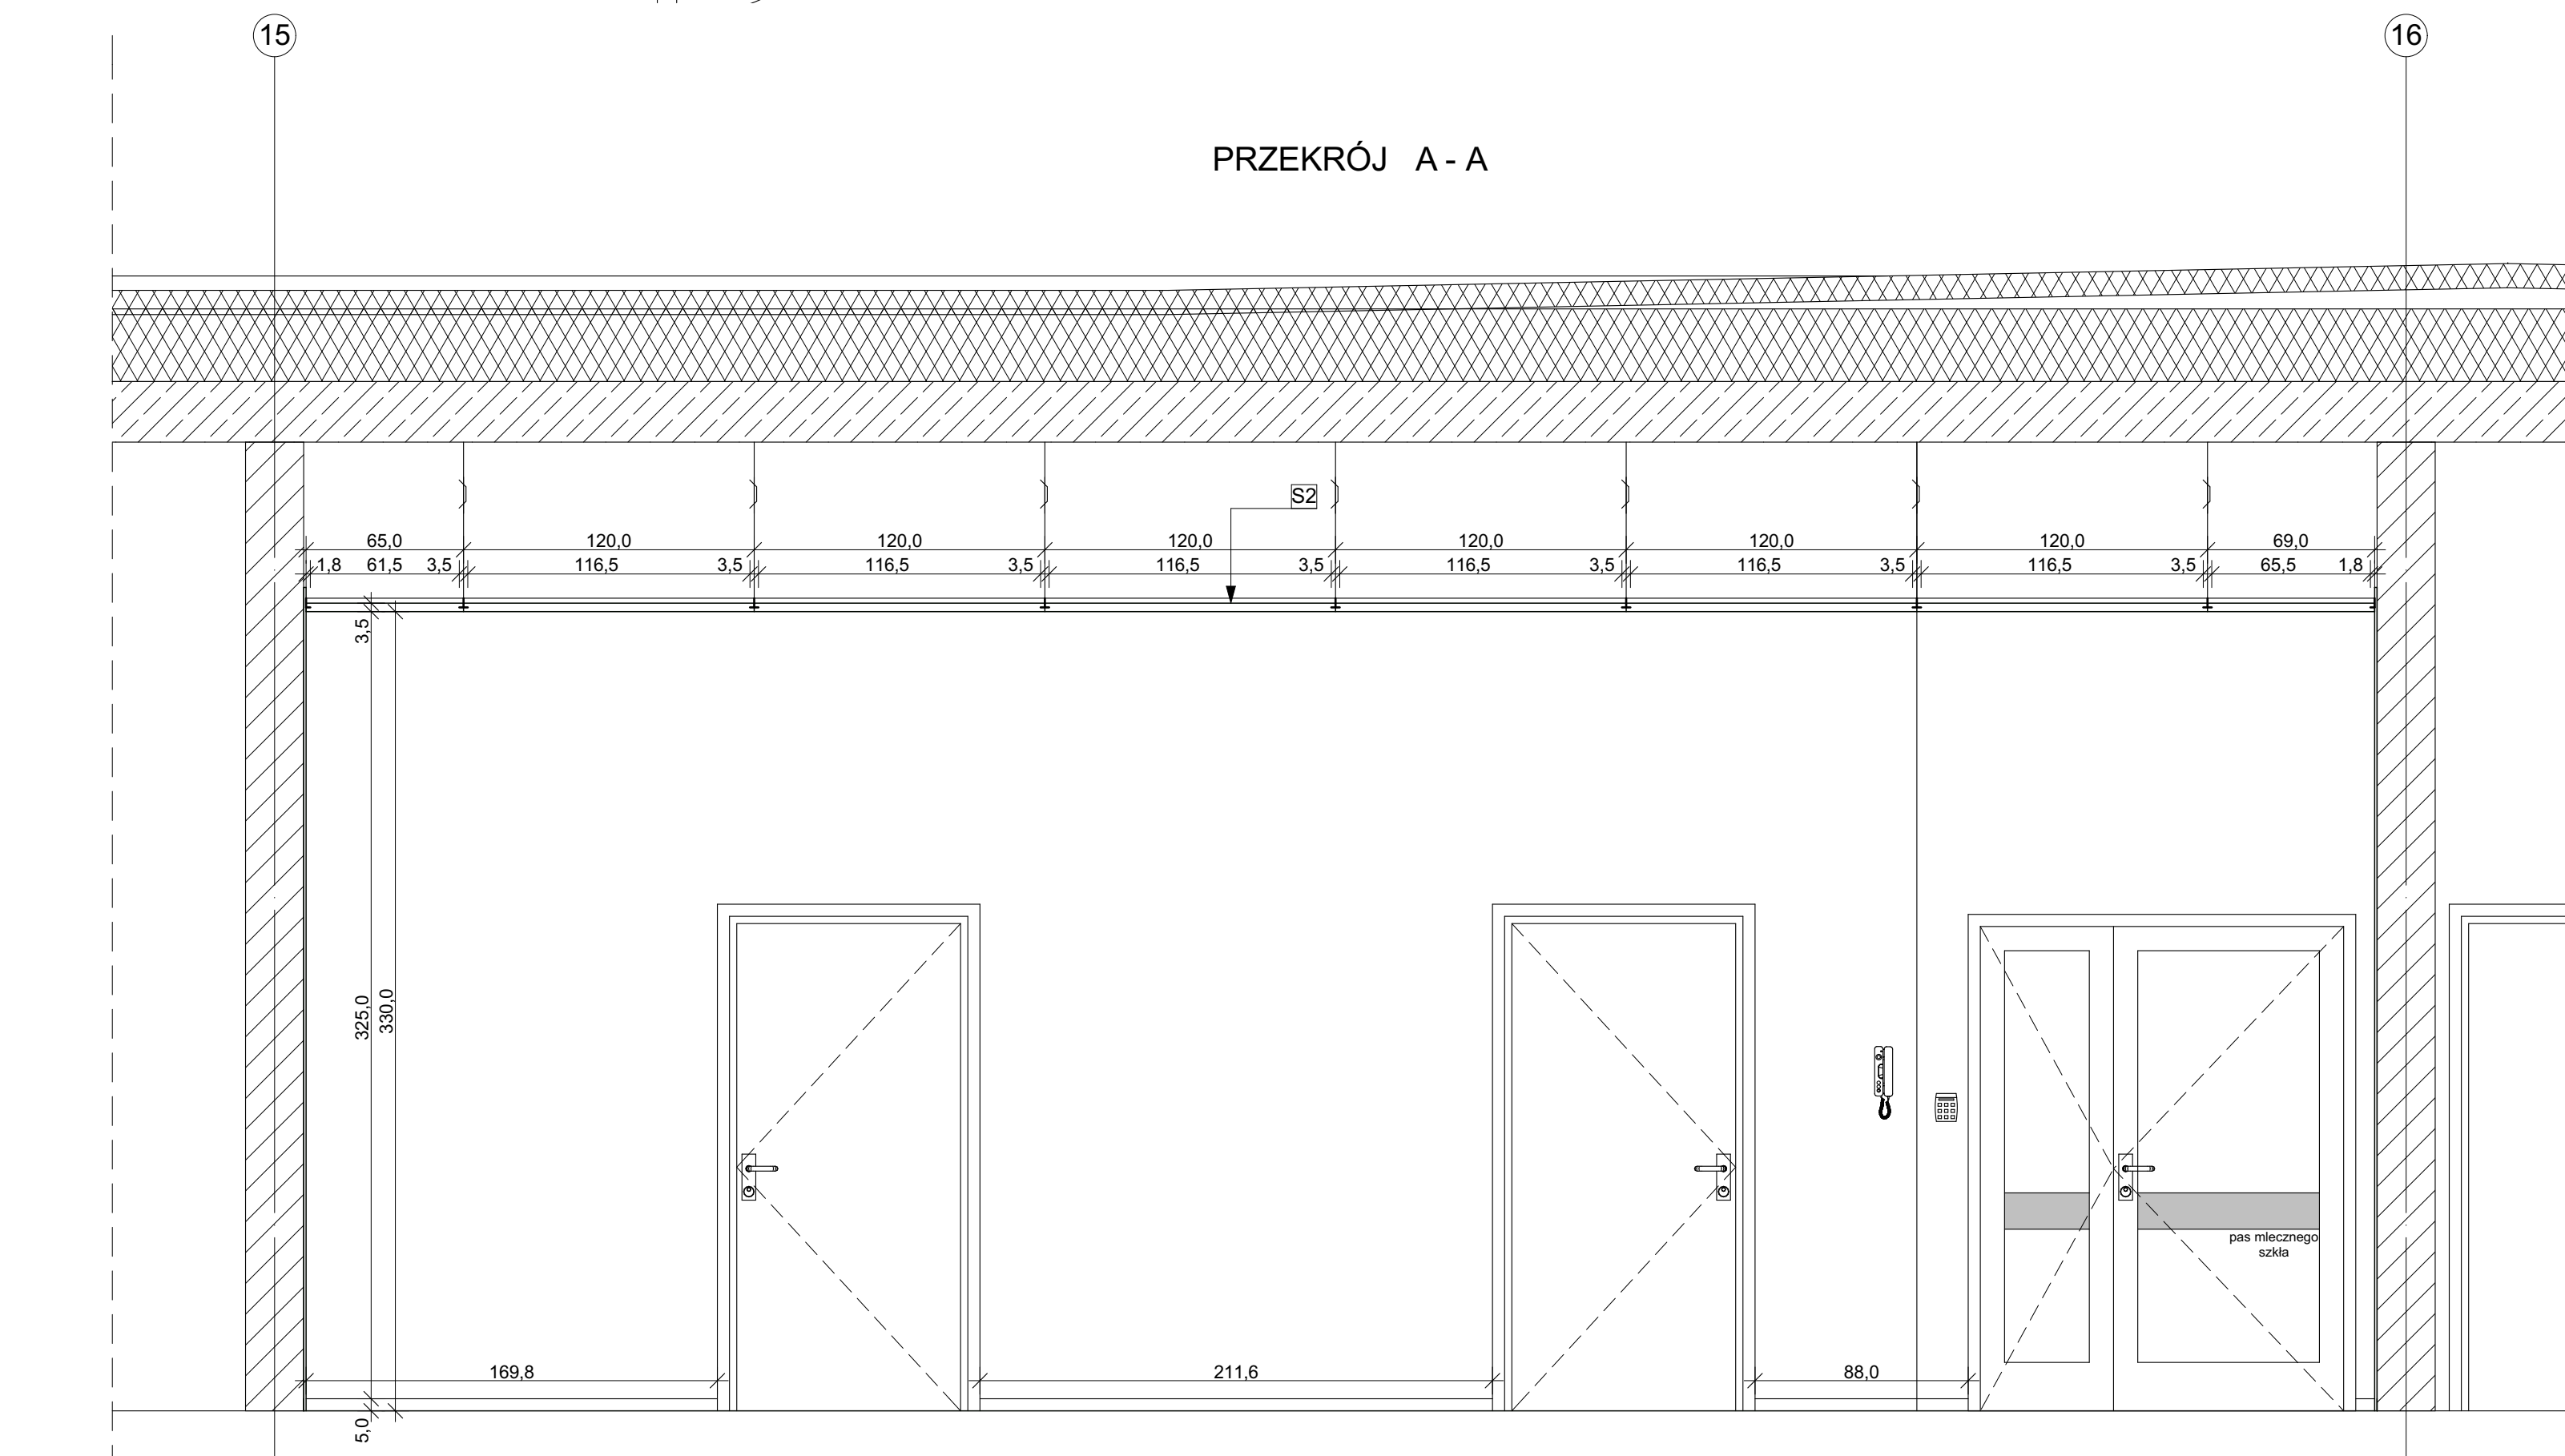 15
16
PRZEKRÓJ A - A
S2
65,0 120,0 120,0 120,0 120,0 120,0 120,0 69,0
1,8 61,5 3,5 116,5 3,5 116,5 3,5 116,5 3,5 116,5 3,5 116,5 3,5 116,5 3,5 65,5 1,8
3,5
325,0
330,0
pas mlecznego
szkła
169,8 211,6 88,0
5,0